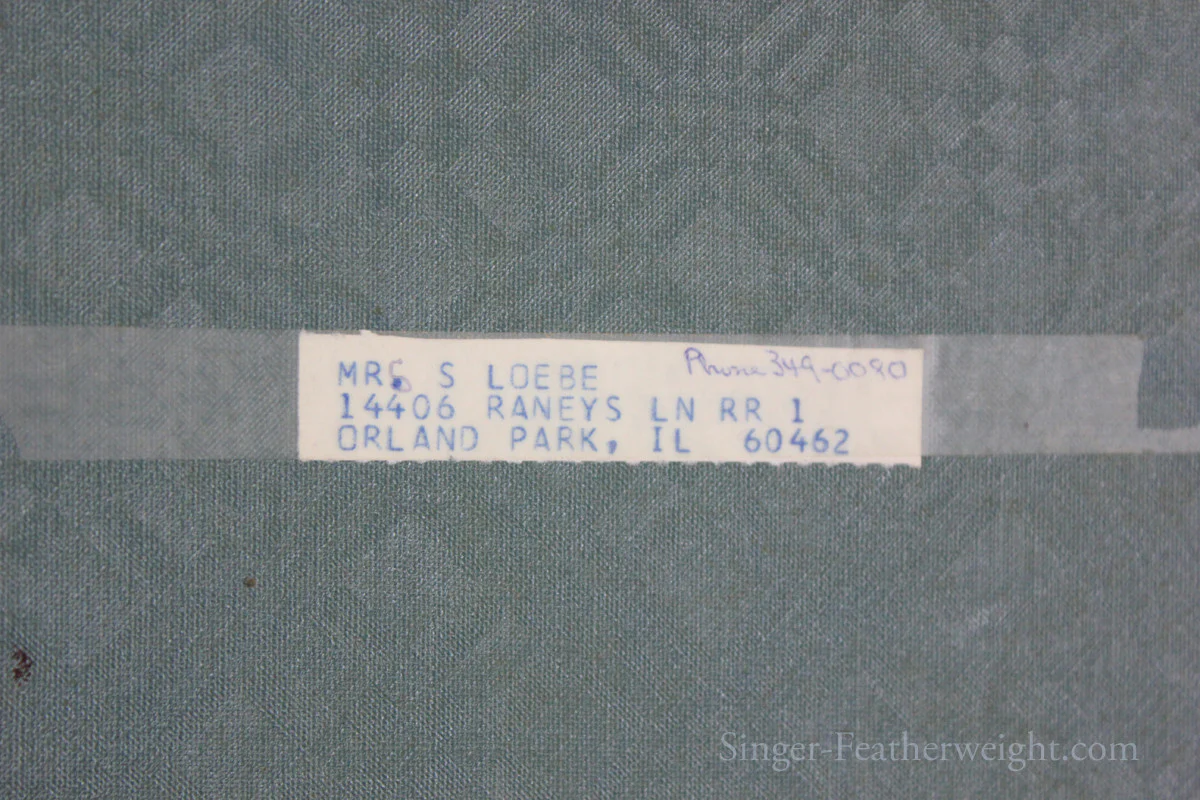 MRS S LOEBE Phone 349-0090
14406 RANEYS LN RR 1
ORLAND PARK, IL 60462
Singer-Featherweight.com